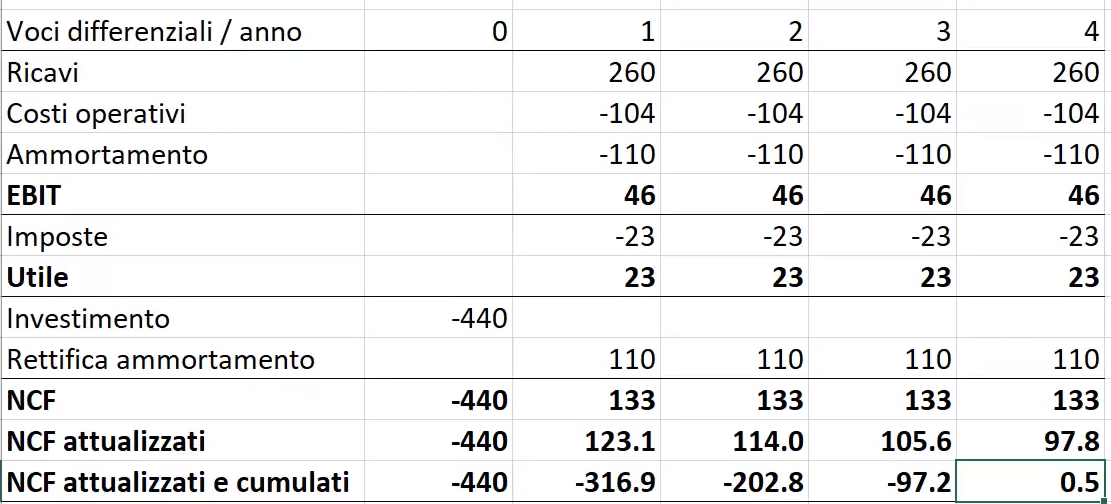 Voci differenziali / anno 0 1 2 3 4
Ricavi 260 260 260 260
Costi operativi -104 -104 -104 -104
Ammortamento -110 -110 -110 -110
EBIT 46 46 46 46
Imposte -23 -23 -23 -23
Utile 23 23 23 23
Investimento -440
Rettifica ammortamento 110 110 110 110
NCF -440 133 133 133 133
NCF attualizzati -440 123.1 114.0 105.6 97.8
NCF attualizzati e cumulati -440 -316.9 -202.8 -97.2 0.5